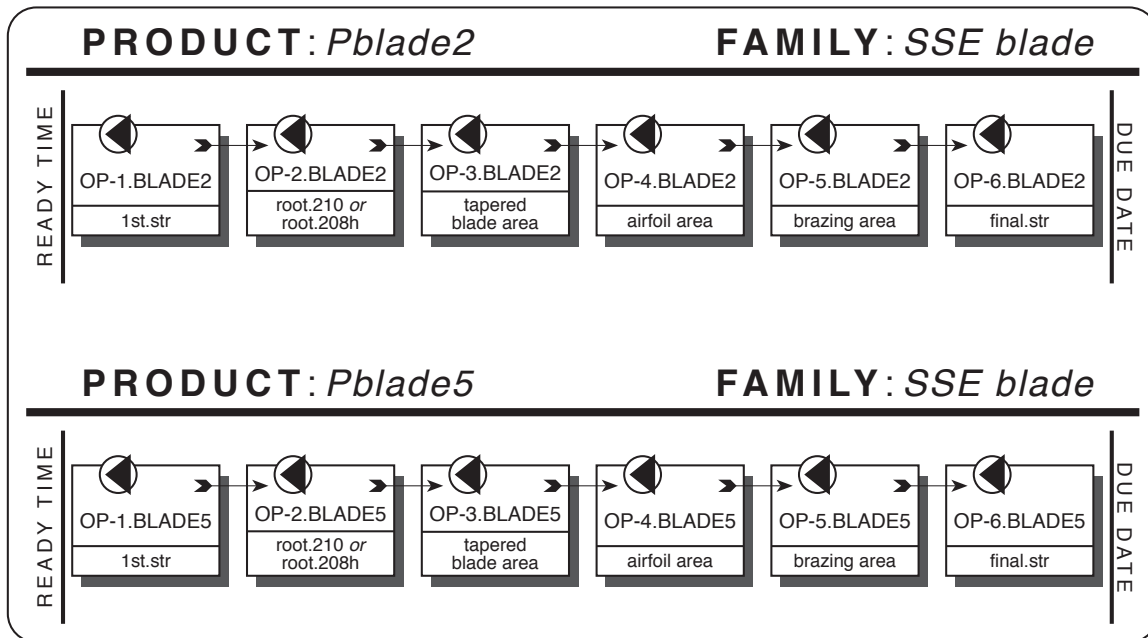 PRODUCT: Pblade2 FAMILY: SSE blade
READY TIME
OP-1.BLADE2
1st.str
OP-2.BLADE2
root.210 or
root.208h
OP-3.BLADE2
tapered
blade area
OP-4.BLADE2
airfoil area
OP-5.BLADE2
brazing area
OP-6.BLADE2
final.str
DUE DATE
PRODUCT: Pblade5 FAMILY: SSE blade
READY TIME
OP-1.BLADE5
1st.str
OP-2.BLADE5
root.210 or
root.208h
OP-3.BLADE5
tapered
blade area
OP-4.BLADE5
airfoil area
OP-5.BLADE5
brazing area
OP-6.BLADE5
final.str
DUE DATE